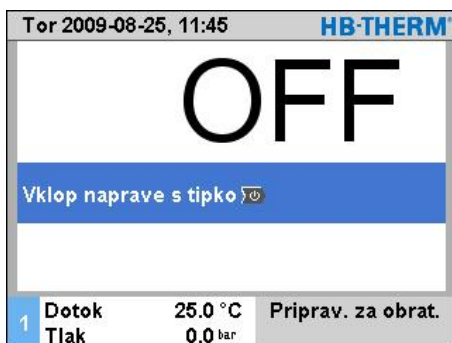 Tor 2009-08-25, 11:45 HB-THERM
OFF
Vklop naprave s tipko
1 Dotok 25.0 °C Priprav. za obrat.
Tlak 0.0 bar